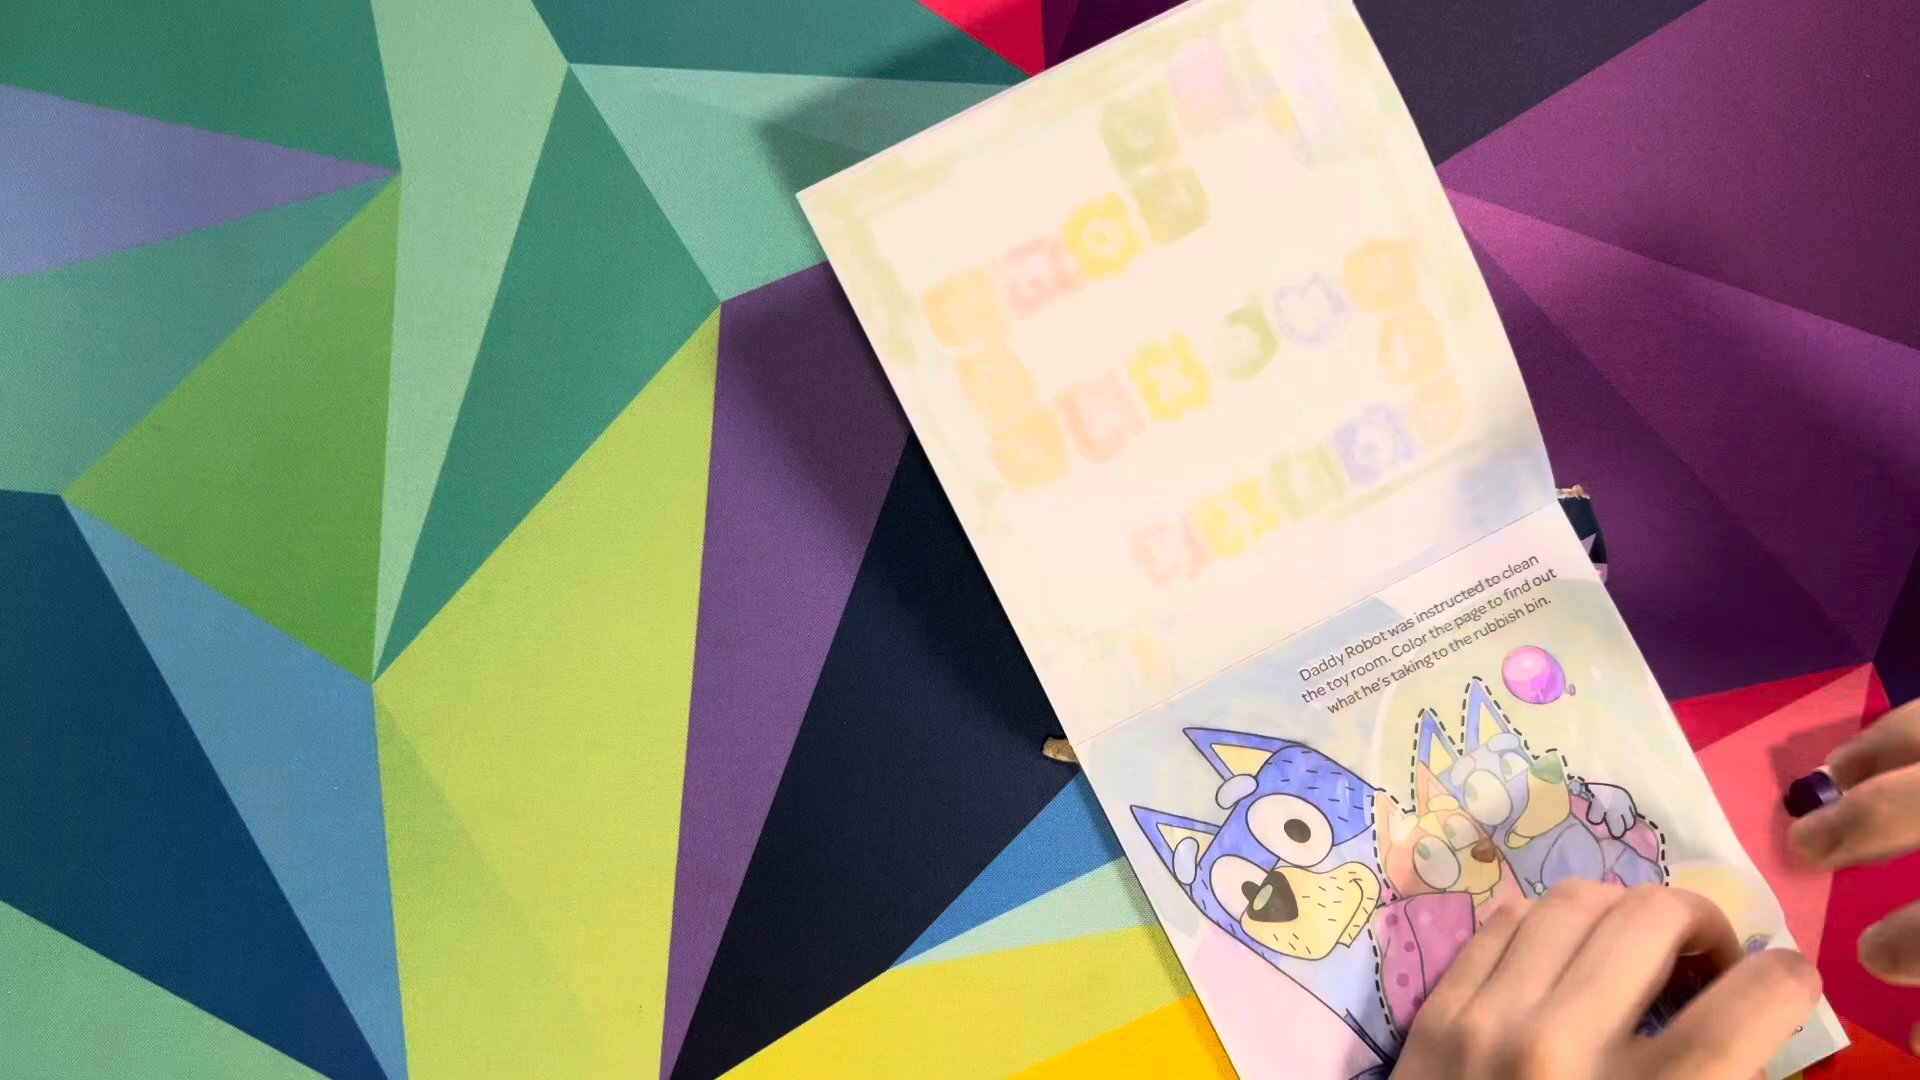 Daddy Robot was instructed to clean
the toy room. Color the page to find out
what he's taking to the rubbish bin.